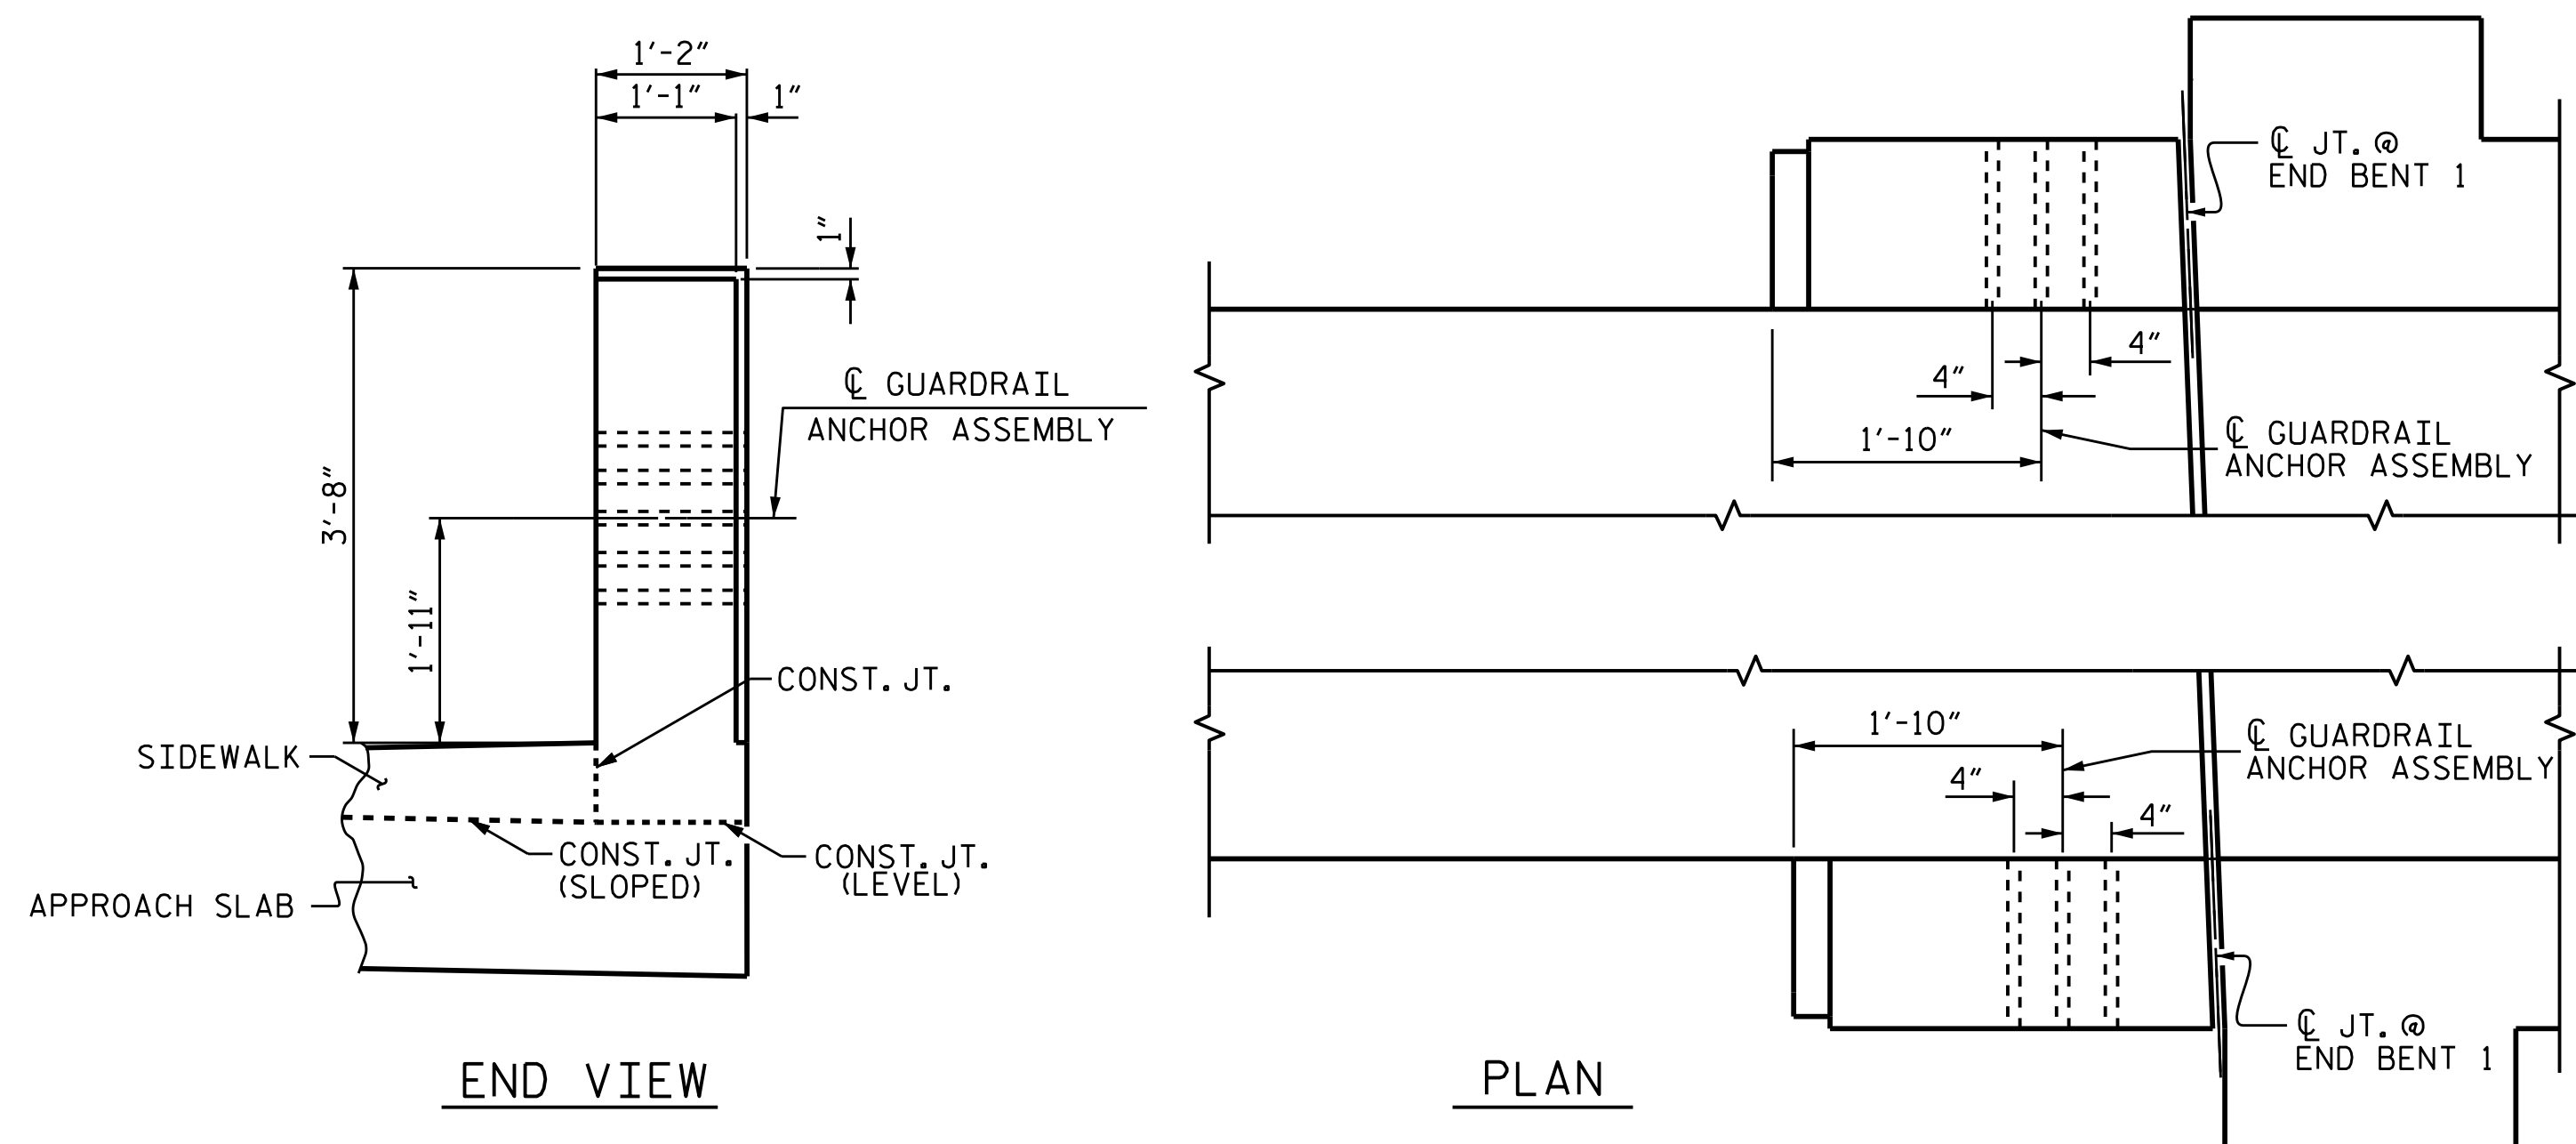 1'-2"
1'-1"
1"
1"
3'-8"
1'-11"
℄ GUARDRAIL
ANCHOR ASSEMBLY
CONST. JT.
SIDEWALK
CONST. JT.
(SLOPED)
CONST. JT.
(LEVEL)
APPROACH SLAB
END VIEW
℄ JT. @
END BENT 1
4"
4"
1'-10"
℄ GUARDRAIL
ANCHOR ASSEMBLY
1'-10"
℄ GUARDRAIL
ANCHOR ASSEMBLY
4"
4"
℄ JT. @
END BENT 1
PLAN